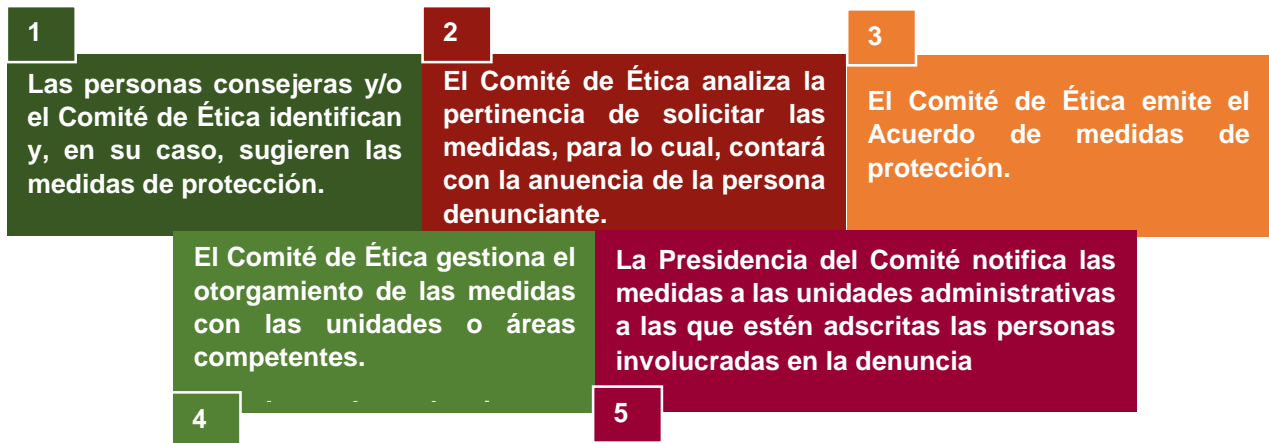 1
Las personas consejeras y/o
el Comité de Ética identifican
y, en su caso, sugieren las
medidas de protección.
2
El Comité de Ética analiza la
pertinencia de solicitar las
medidas, para lo cual, contará
con la anuencia de la persona
denunciante.
3
El Comité de Ética emite el
Acuerdo de medidas de
protección.
4
El Comité de Ética gestiona el
otorgamiento de las medidas
con las unidades o áreas
competentes.
5
La Presidencia del Comité notifica las
medidas a las unidades administrativas
a las que estén adscritas las personas
involucradas en la denuncia